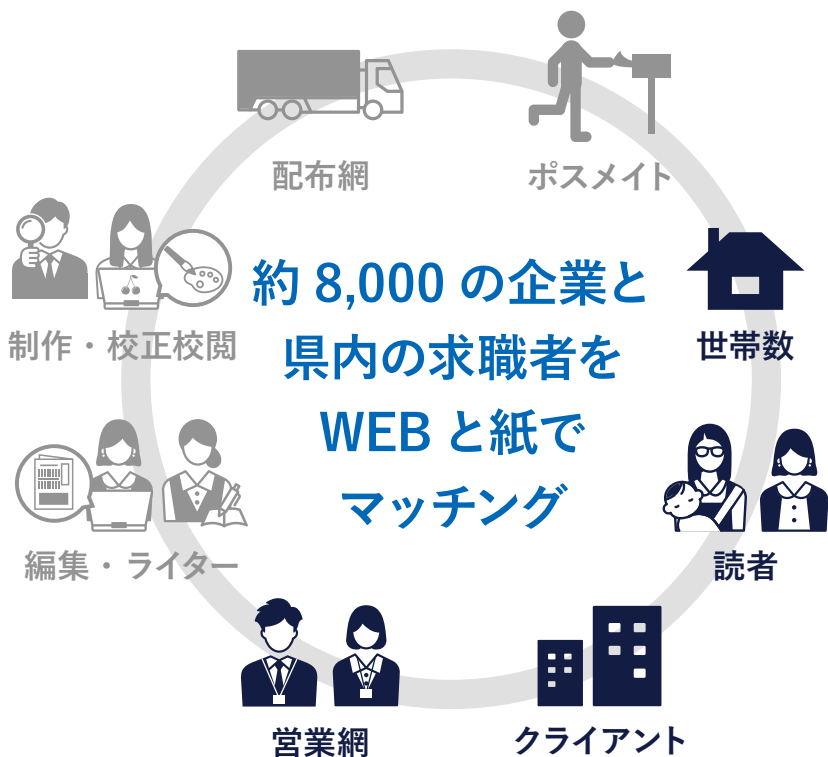 配布網
ポスメイト
制作・校正校閲
約 8,000 の企業と
県内の求職者を
WEB と紙で
マッチング
世帯数
編集・ライター
読者
営業網
クライアント